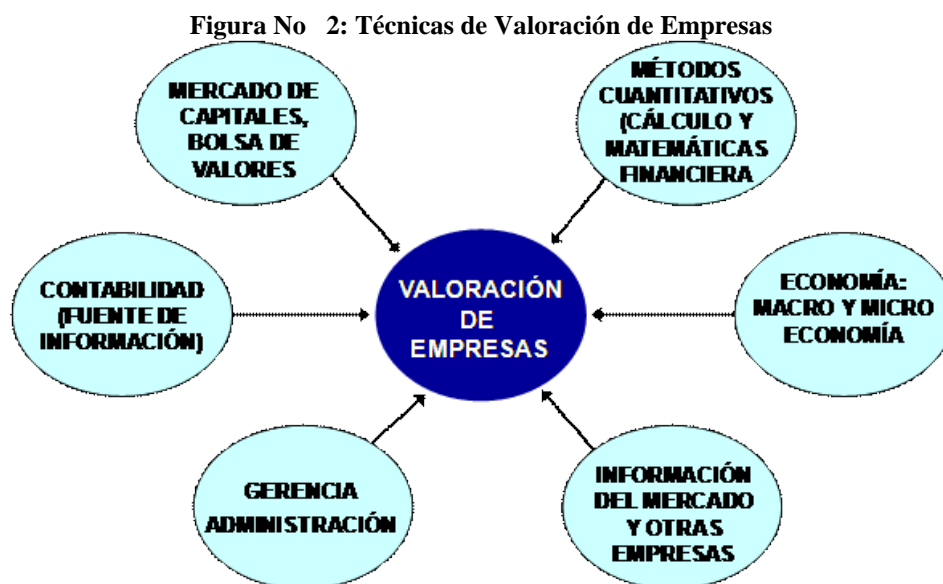 Figura No 2: Técnicas de Valoración de Empresas
MERCADO DE
CAPITALES,
BOLSA DE
VALORES
MÉTODOS
CUANTITATIVOS
(CÁLCULO Y
MATEMÁTICAS
FINANCIERA
CONTABILIDAD
(FUENTE DE
INFORMACIÓN)
VALORACIÓN
DE
EMPRESAS
ECONOMÍA:
MACRO Y MICRO
ECONOMÍA
GERENCIA
ADMINISTRACIÓN
INFORMACIÓN
DEL MERCADO
Y OTRAS
EMPRESAS